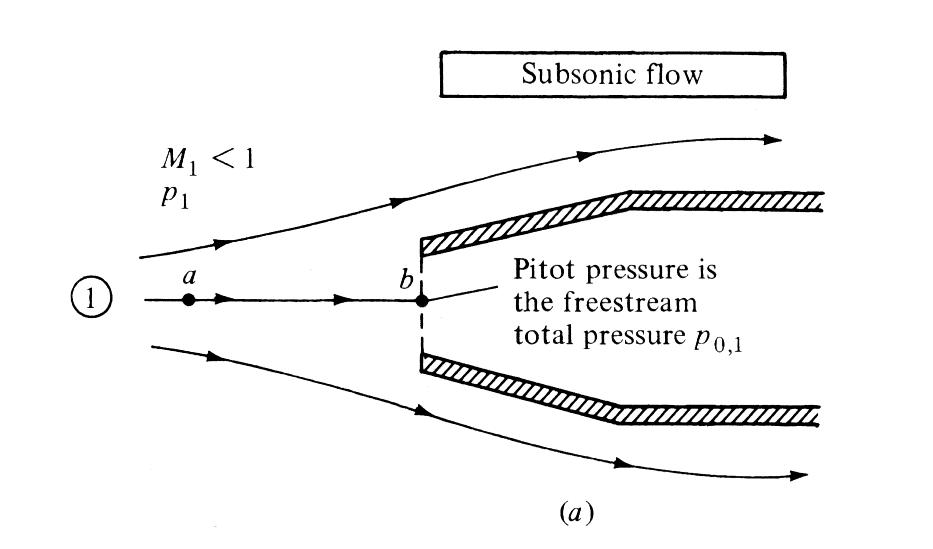 Subsonic flow
M₁ < 1
p₁
a
b
1
Pitot pressure is
the freestream
total pressure p₀,₁
(a)